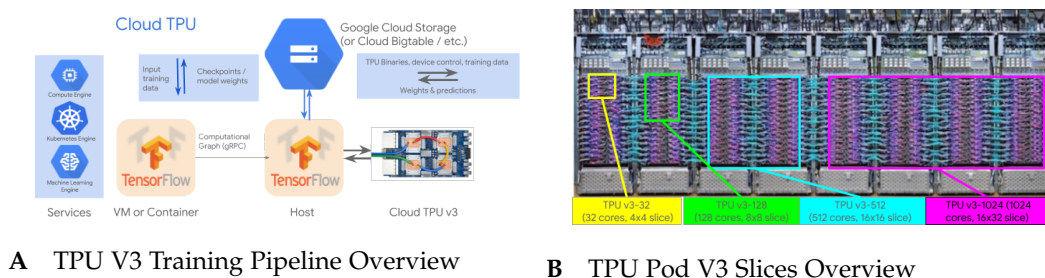 Cloud TPU
Google Cloud Storage
(or Cloud Bigtable / etc.)
Input
training
data
Checkpoints /
model weights
TPU Binaries, device control, training data
Weights & predictions
Compute Engine
Kubernetes Engine
Machine Learning
Engine
Computational
Graph (gRPC)
TensorFlow
TensorFlow
Services
VM or Container
Host
Cloud TPU v3
TPU v3-32
(32 cores, 4x4 slice)
TPU v3-128
(128 cores, 8x8 slice)
TPU v3-512
(512 cores, 16x16 slice)
TPU v3-1024 (1024
cores, 16x32 slice)
A TPU V3 Training Pipeline Overview
B TPU Pod V3 Slices Overview